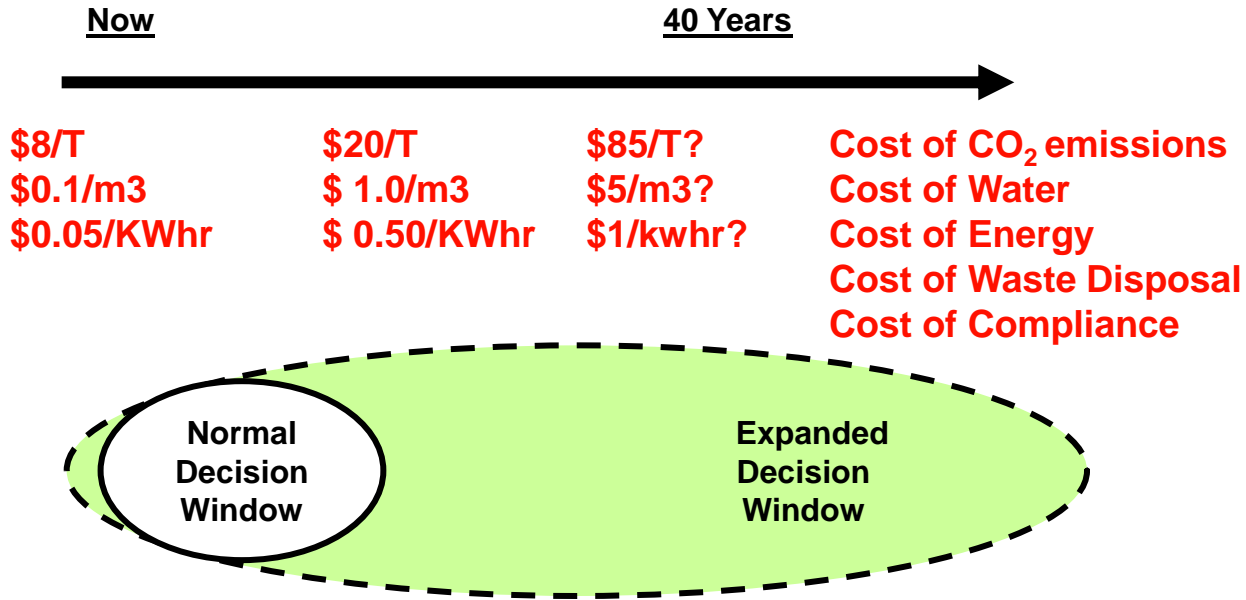 Now 40 Years
$8/T $20/T $85/T? Cost of CO₂ emissions
$0.1/m3 $ 1.0/m3 $5/m3? Cost of Water
$0.05/KWhr $ 0.50/KWhr $1/kwhr? Cost of Energy
Cost of Waste Disposal
Cost of Compliance
Normal
Decision
Window
Expanded
Decision
Window